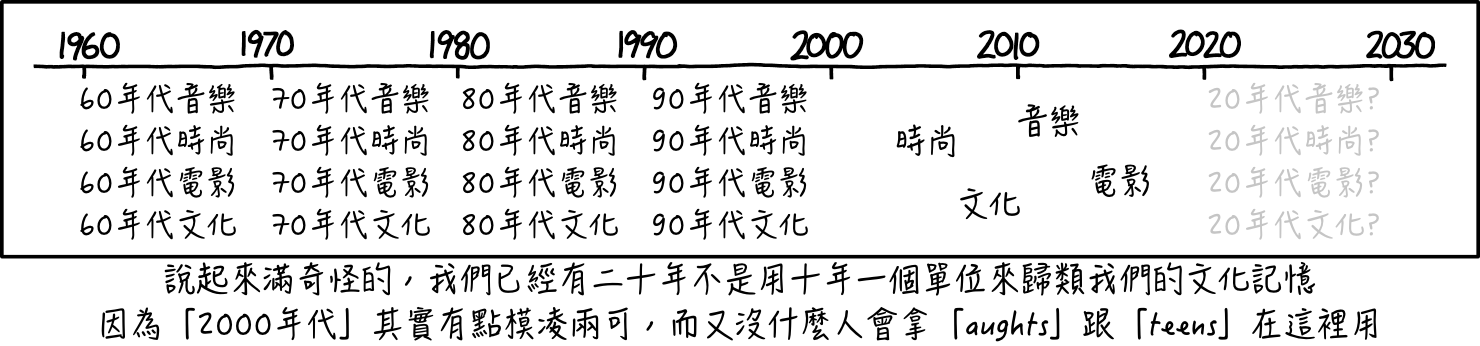 1960 1970 1980 1990 2000 2010 2020 2030
60年代音樂 70年代音樂 80年代音樂 90年代音樂 音樂 20年代音樂?
60年代時尚 70年代時尚 80年代時尚 90年代時尚 時尚 20年代時尚?
60年代電影 70年代電影 80年代電影 90年代電影 電影 20年代電影?
60年代文化 70年代文化 80年代文化 90年代文化 文化 20年代文化?
說起來滿奇怪的，我們已經有二十年不是用十年一個單位來歸類我們的文化記憶
因為「2000年代」其實有點模凌兩可，而又沒什麼人會拿「aughts」跟「teens」在這裡用